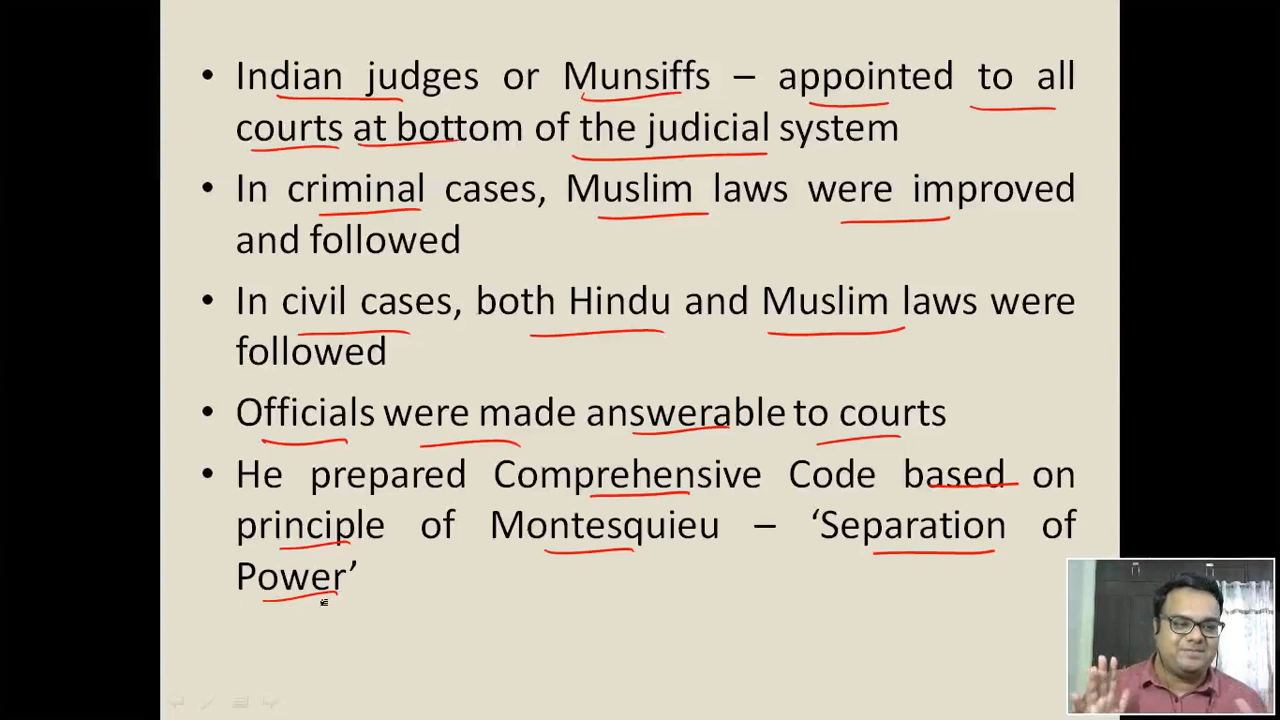 • Indian judges or Munsiffs – appointed to all
courts at bottom of the judicial system
• In criminal cases, Muslim laws were improved
and followed
• In civil cases, both Hindu and Muslim laws were
followed
• Officials were made answerable to courts
• He prepared Comprehensive Code based on
principle of Montesquieu – ‘Separation of
Power’